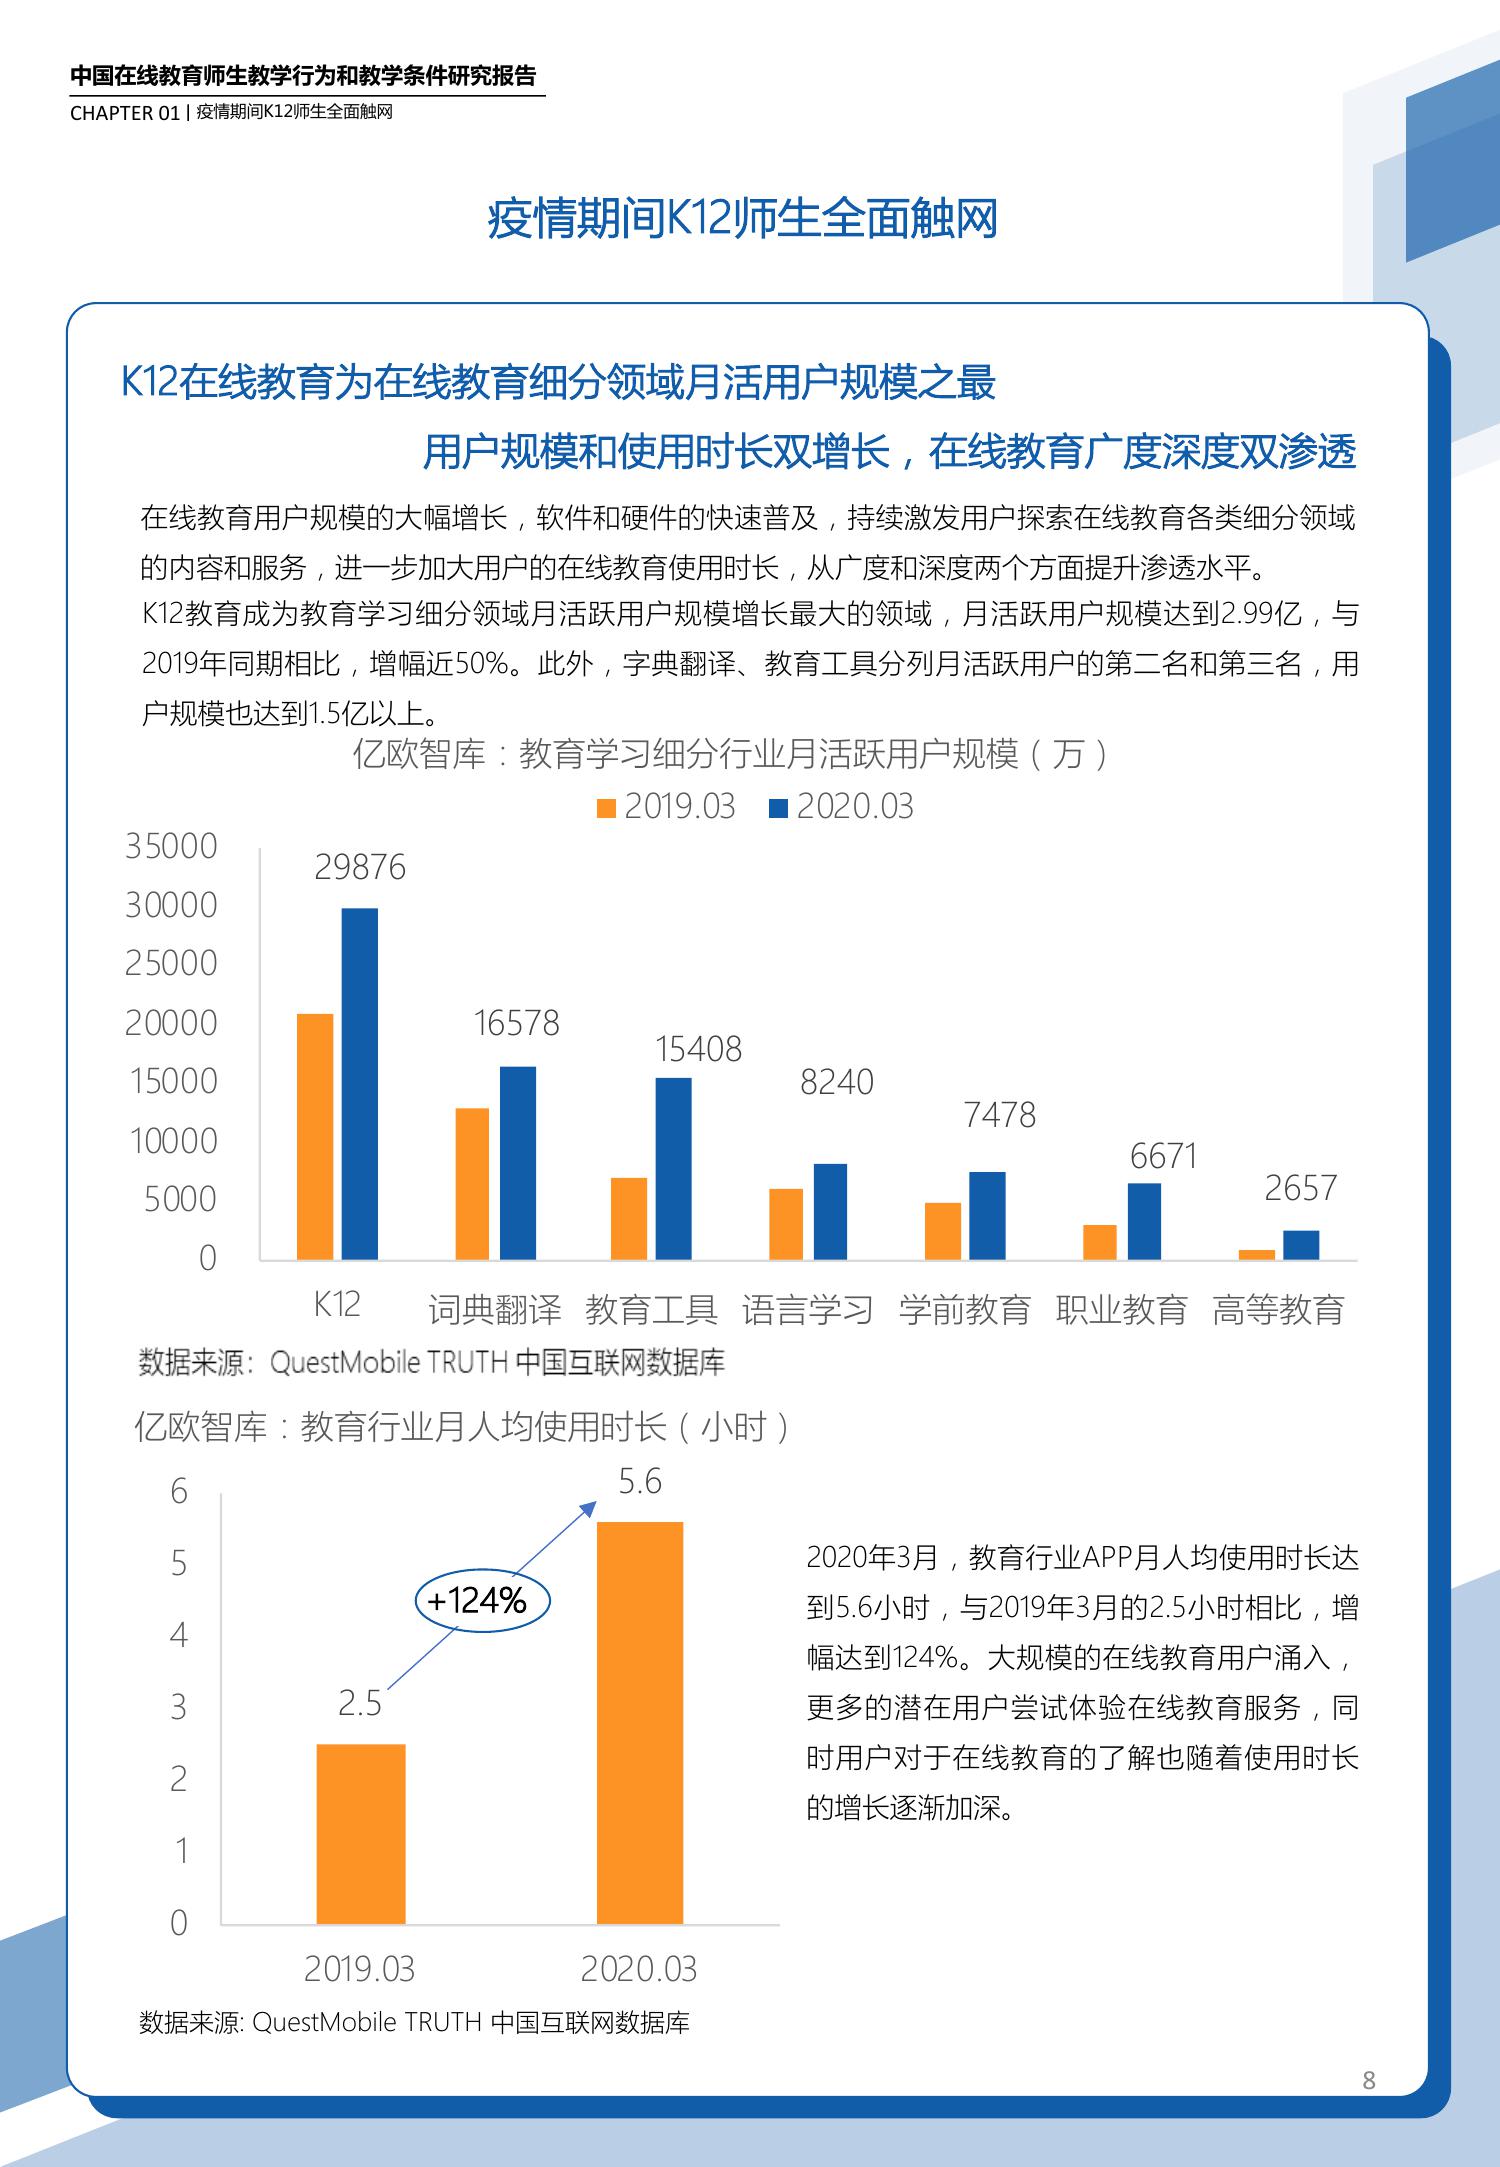 中国在线教育师生教学行为和教学条件研究报告
CHAPTER 01 | 疫情期间K12师生全面触网
疫情期间K12师生全面触网
K12在线教育为在线教育细分领域月活用户规模之最
用户规模和使用时长双增长，在线教育广度深度双渗透
在线教育用户规模的大幅增长，软件和硬件的快速普及，持续激发用户探索在线教育各类细分领域
的内容和服务，进一步加大用户的在线教育使用时长，从广度和深度两个方面提升渗透水平。
K12教育成为教育学习细分领域月活跃用户规模增长最大的领域，月活跃用户规模达到2.99亿，与
2019年同期相比，增幅近50%。此外，字典翻译、教育工具分列月活跃用户的第二名和第三名，用
户规模也达到1.5亿以上。
亿欧智库：教育学习细分行业月活跃用户规模（万）
2019.03 2020.03
35000
30000
25000
20000
15000
10000
5000
0
29876
16578
15408
8240
7478
6671
2657
K12 词典翻译 教育工具 语言学习 学前教育 职业教育 高等教育
数据来源：QuestMobile TRUTH 中国互联网数据库
亿欧智库：教育行业月人均使用时长（小时）
6
5
4
3
2
1
0
2.5
+124%
5.6
2019.03 2020.03
2020年3月，教育行业APP月人均使用时长达
到5.6小时，与2019年3月的2.5小时相比，增
幅达到124%。大规模的在线教育用户涌入，
更多的潜在用户尝试体验在线教育服务，同
时用户对于在线教育的了解也随着使用时长
的增长逐渐加深。
数据来源: QuestMobile TRUTH 中国互联网数据库
8